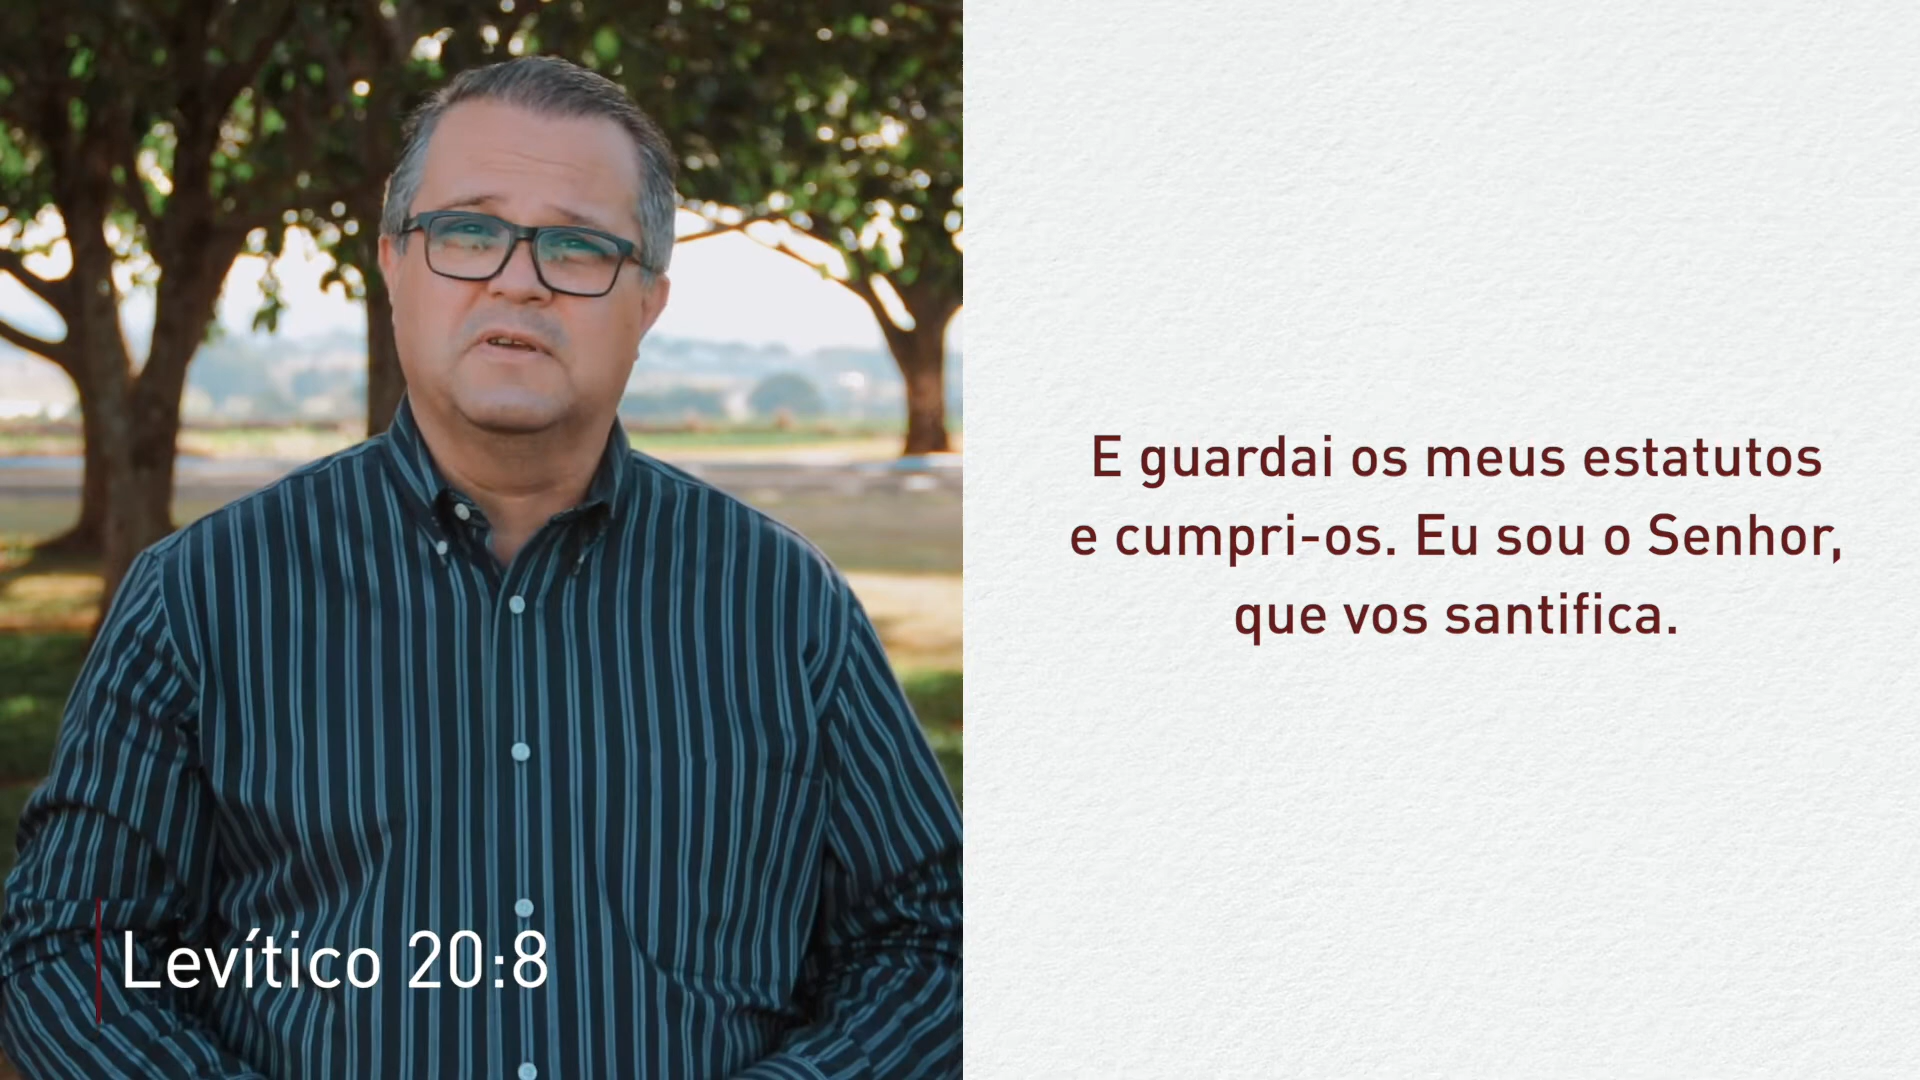 Levítico 20:8
E guardai os meus estatutos
e cumpri-os. Eu sou o Senhor,
que vos santifica.